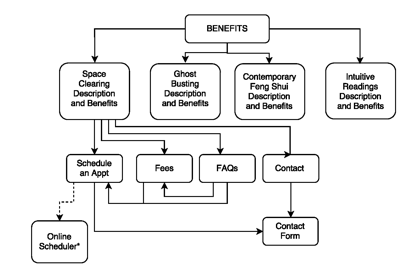 BENEFITS
Space
Clearing
Description
and Benefits
Ghost
Busting
Description
and Benefits
Contemporary
Feng Shui
Description
and Benefits
Intuitive
Readings
Description
and Benefits
Schedule
an Appt
Fees
FAQs
Contact
Online
Scheduler*
Contact
Form